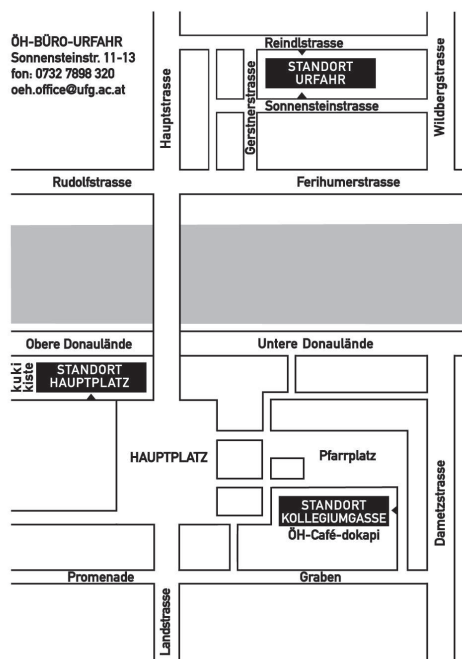 ÖH-BÜRO-URFAHR
Sonnensteinstr. 11-13
fon: 0732 7898 320
oeh.office@ufg.ac.at
Reindlstrasse
STANDORT
URFAHR
Sonnensteinstrasse
Hauptstrasse
Gerstnerstrasse
Wildbergstrasse
Rudolfstrasse
Ferihumerstrasse
Obere Donaulände
Untere Donaulände
kuki
kiste
STANDORT
HAUPTPLATZ
HAUPTPLATZ
Pfarrplatz
STANDORT
KOLLEGIUMGASSE
ÖH-Café-dokapi
Dametzstrasse
Promenade
Graben
Landstrasse